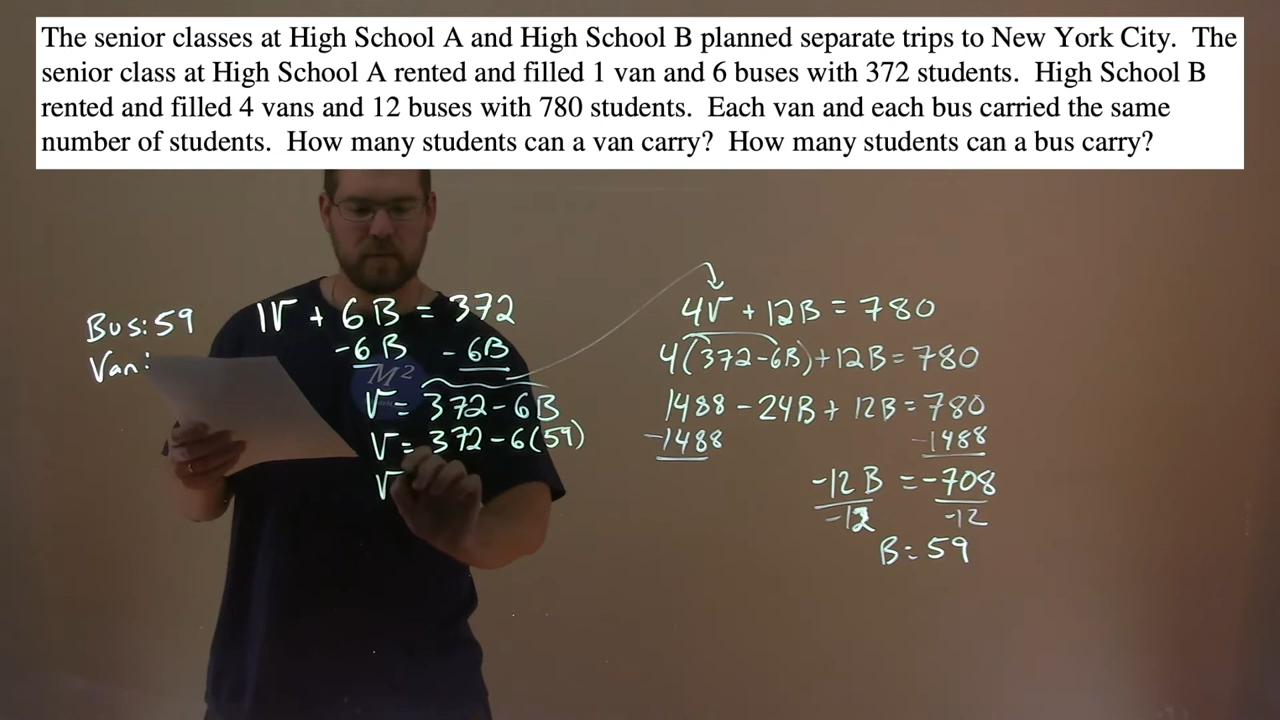 The senior classes at High School A and High School B planned separate trips to New York City. The
senior class at High School A rented and filled 1 van and 6 buses with 372 students. High School B
rented and filled 4 vans and 12 buses with 780 students. Each van and each bus carried the same
number of students. How many students can a van carry? How many students can a bus carry?
Bus: 59
Van:
1V + 6B = 372
-6B -6B
M²
V = 372 - 6B
V = 372 - 6(59)
V
4V + 12B = 780
4(372-6B)+12B = 780
1488 - 24B + 12B = 780
-1488 -1488
-12B = -708
-12 -12
B = 59